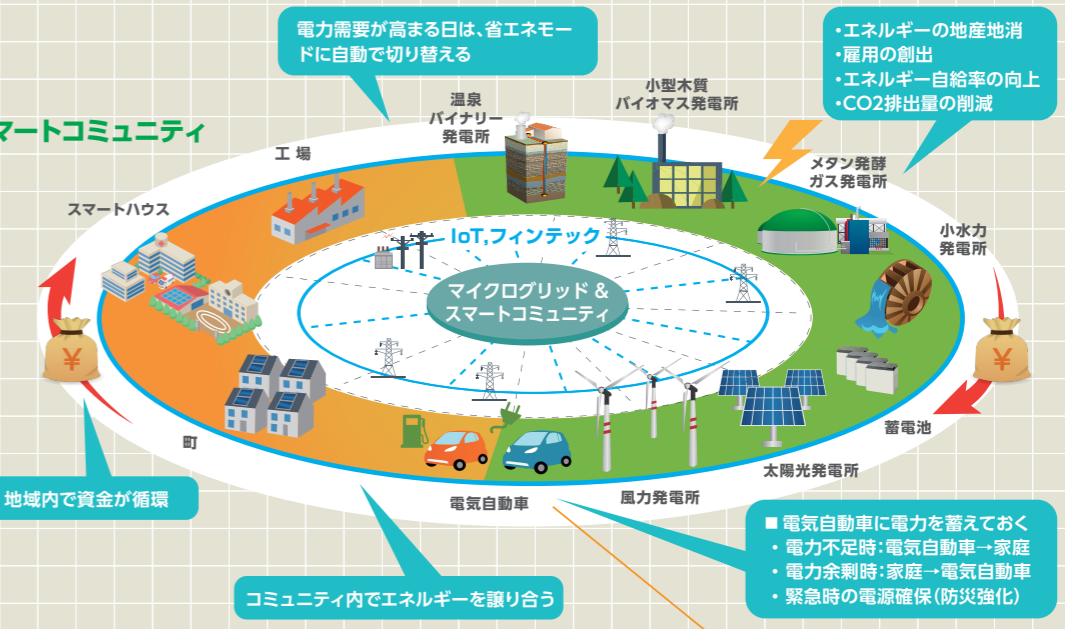 電力需要が高まる日は、省エネモー
ドに自動で切り替える
・エネルギーの地産地消
・雇用の創出
・エネルギー自給率の向上
・CO2排出量の削減
マートコミュニティ
温泉
バイナリー
発電所
小型木質
バイオマス発電所
工 場
メタン発酵
ガス発電所
スマートハウス
小水力
発電所
IoT,フィンテック
マイクログリッド &
スマートコミュニティ
¥
¥
町
蓄電池
太陽光発電所
風力発電所
電気自動車
地域内で資金が循環
コミュニティ内でエネルギーを譲り合う
■ 電気自動車に電力を蓄えておく
・ 電力不足時:電気自動車→家庭
・ 電力余剰時:家庭→電気自動車
・ 緊急時の電源確保(防災強化)